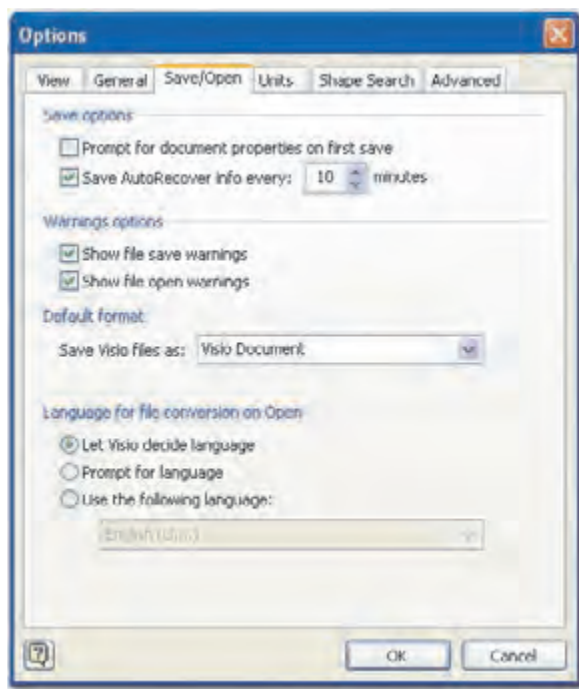 Options
View General Save/Open Units Shape Search Advanced
Save options
Prompt for document properties on first save
Save AutoRecover info every: 10 minutes
Warnings options
Show file save warnings
Show file open warnings
Default format
Save Visio files as: Visio Document
Language for file conversion on Open
Let Visio decide language
Prompt for language
Use the following language:
English (U.S.)
? OK Cancel